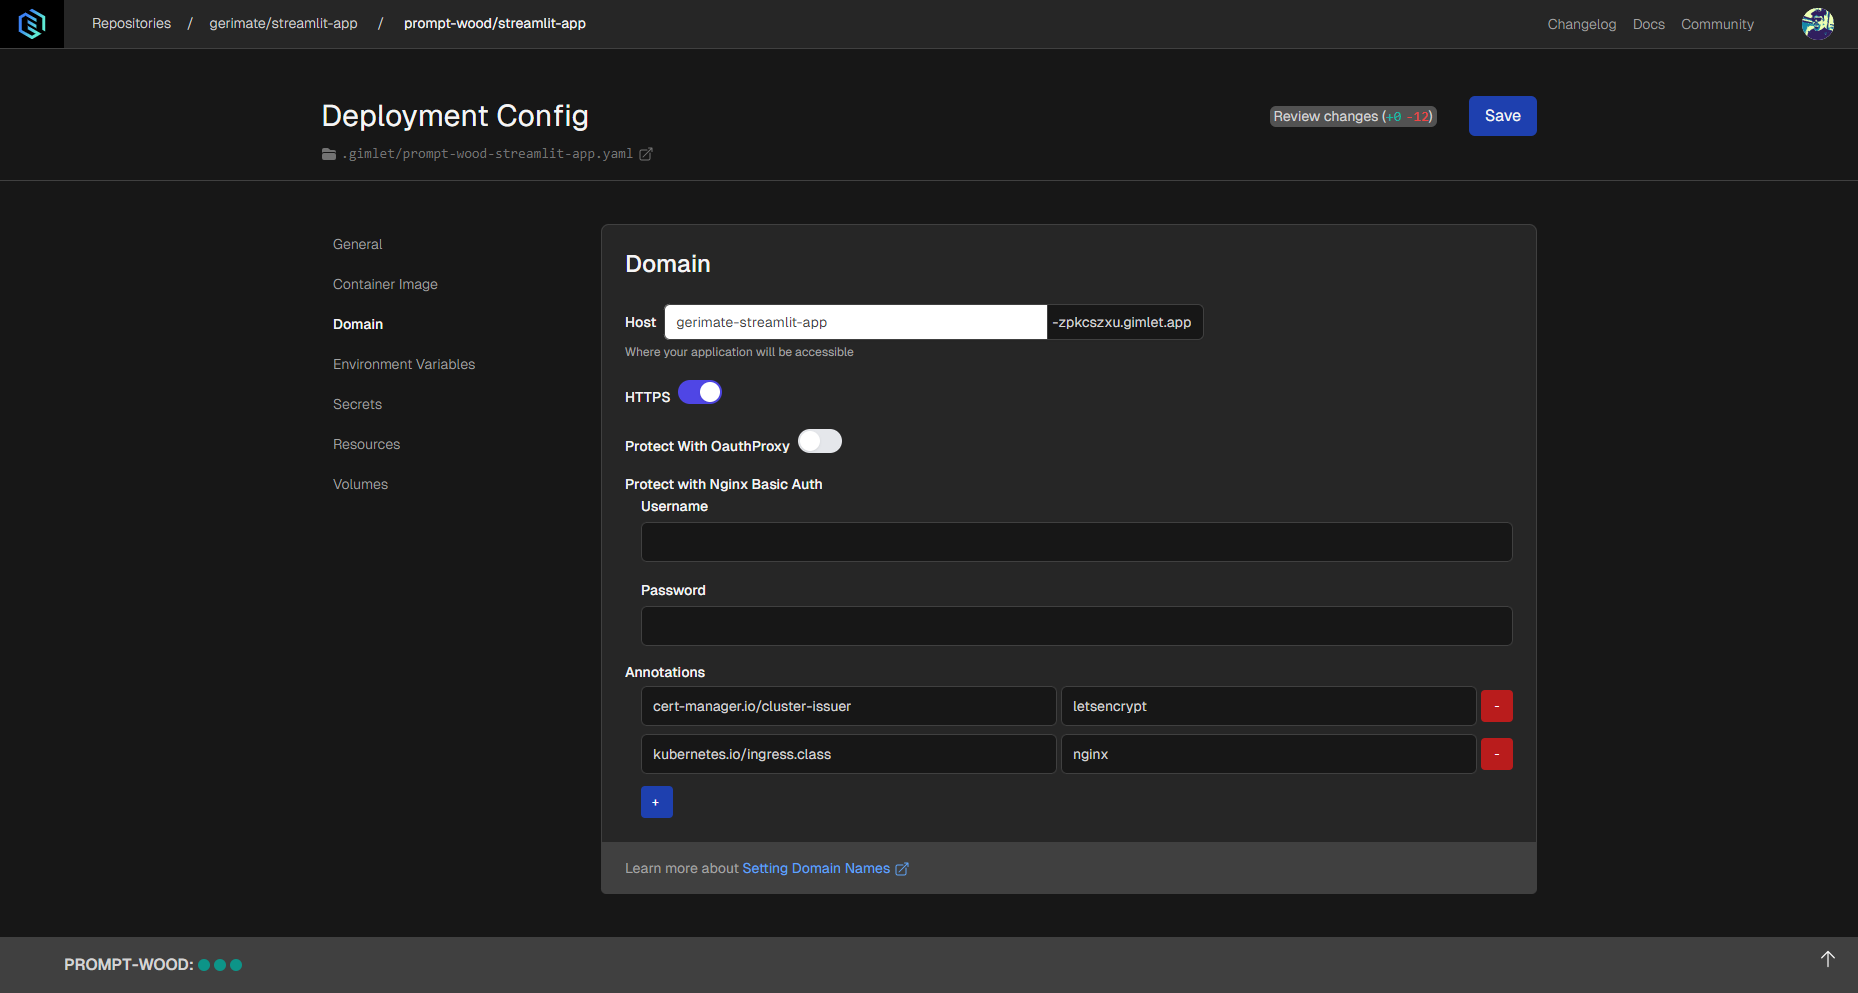 Repositories / gerimate/streamlit-app / prompt-wood/streamlit-app
Changelog Docs Community
Deployment Config
Review changes (+0 -12)
Save
.gimlet/prompt-wood-streamlit-app.yaml
General
Container Image
Domain
Environment Variables
Secrets
Resources
Volumes
Domain
Host gerimate-streamlit-app -zpkcszxu.gimlet.app
Where your application will be accessible
HTTPS
Protect With OauthProxy
Protect with Nginx Basic Auth
Username
Password
Annotations
cert-manager.io/cluster-issuer letsencrypt -
kubernetes.io/ingress.class nginx -
+
Learn more about Setting Domain Names
PROMPT-WOOD: